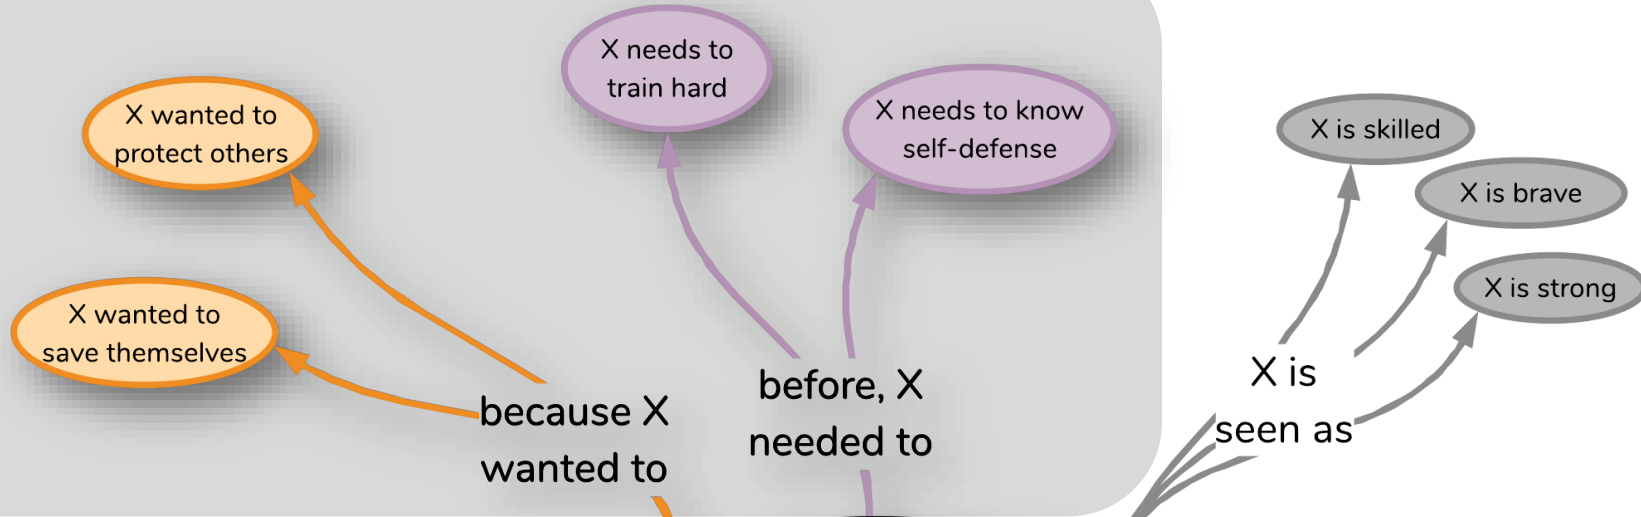 X needs to
train hard
X wanted to
protect others
X needs to know
self-defense
X is skilled
X is brave
X is strong
X wanted to
save themselves
because X
wanted to
before, X
needed to
X is
seen as